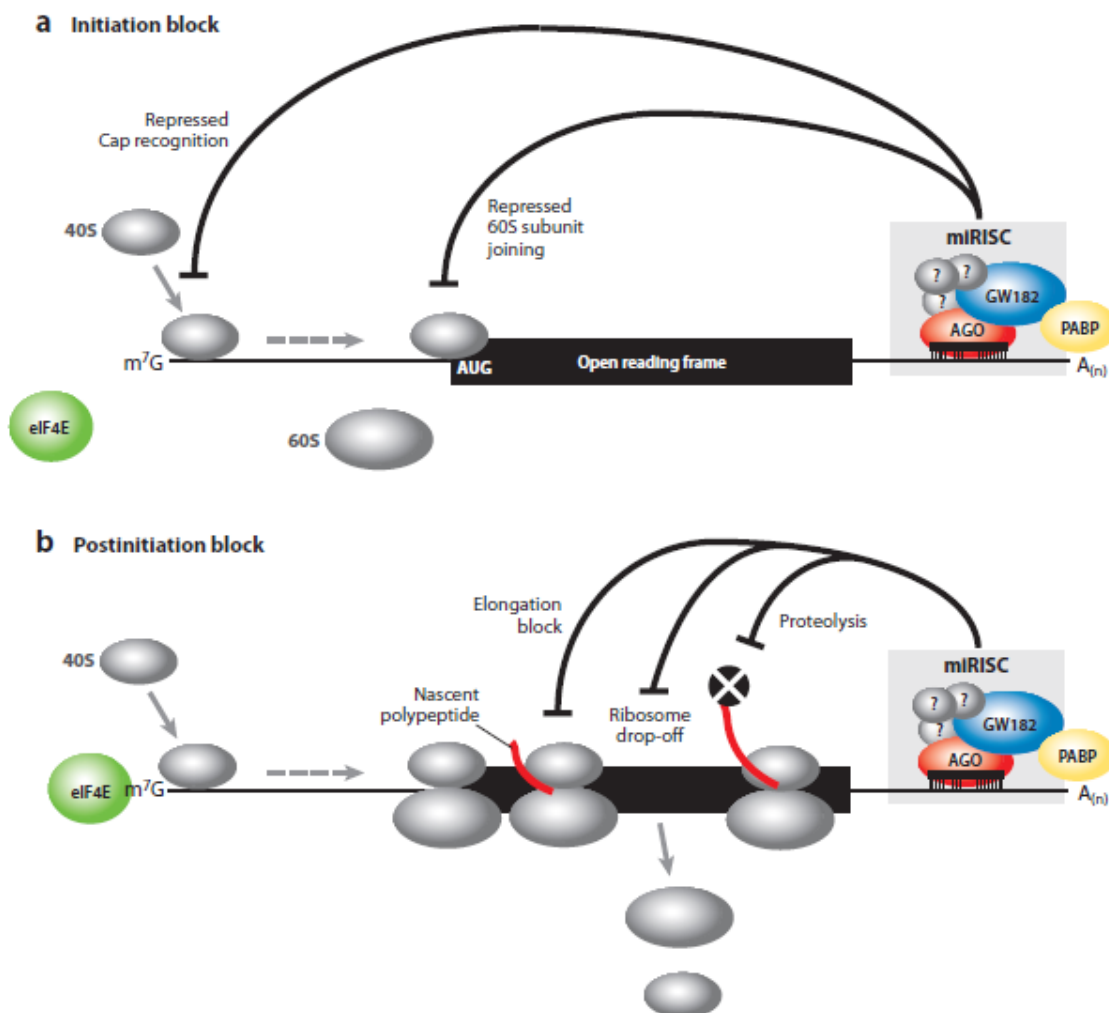 a Initiation block
Repressed
Cap recognition
40S
Repressed
60S subunit
joining
miRISC
?
?
?
GW182
AGO
PABP
m⁷G
AUG
Open reading frame
A(n)
eIF4E
60S
b Postinitiation block
Elongation
block
Proteolysis
40S
miRISC
Nascent
polypeptide
Ribosome
drop-off
?
?
?
GW182
AGO
PABP
eIF4E
m⁷G
A(n)